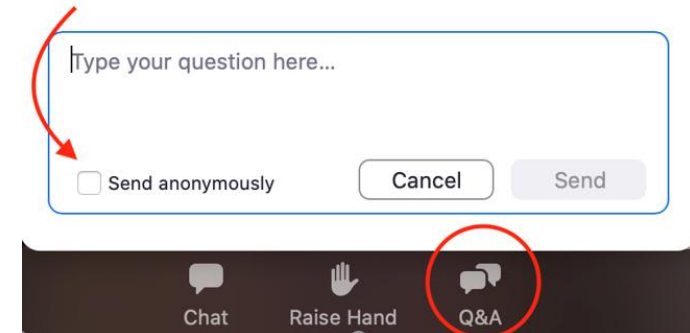 Type your question here...
Send anonymously Cancel Send
Chat Raise Hand Q&A